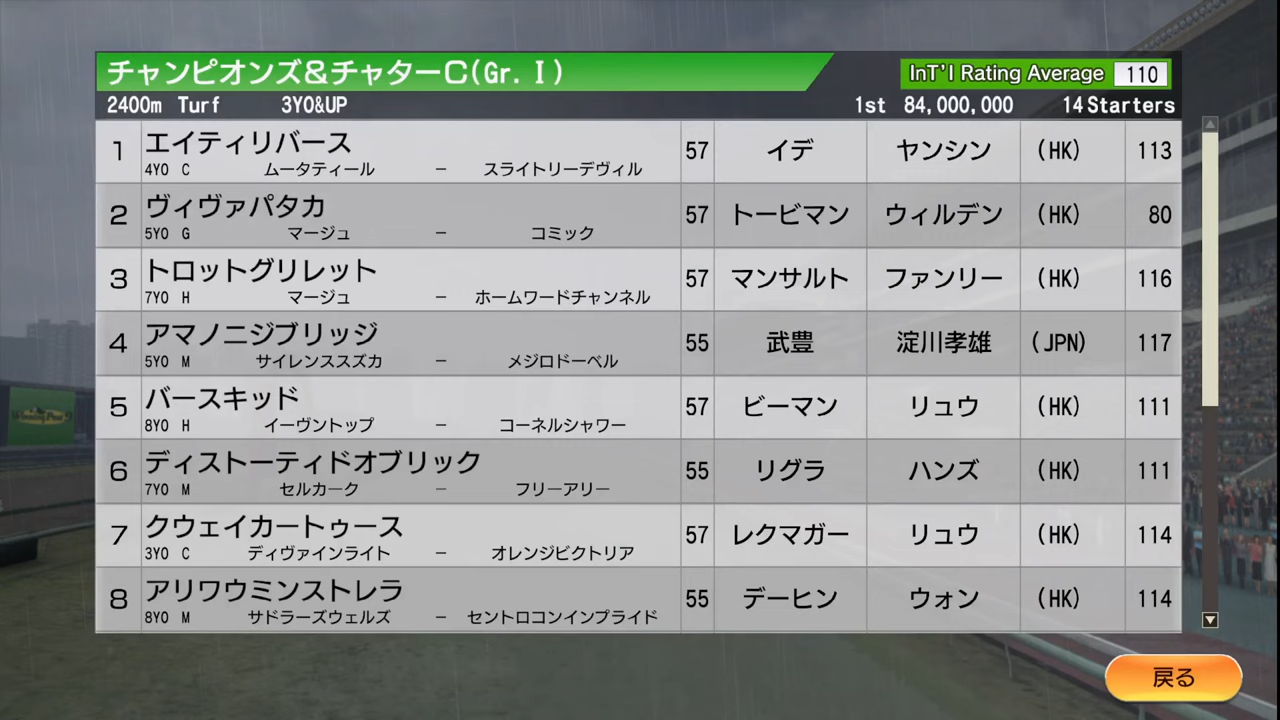 チャンピオンズ&チャターC(Gr.Ⅰ)
InT'l Rating Average 110
2400m Turf 3YO&UP 1st 84,000,000 14Starters
1 エイティリバース 57 イデ ヤンシン (HK) 113
4YO C ムータティール － スライトリーデヴィル
2 ヴィヴァパタカ 57 トービマン ウィルデン (HK) 80
5YO G マージュ － コミック
3 トロットグリレット 57 マンサルト ファンリー (HK) 116
7YO H マージュ － ホームワードチャンネル
4 アマノニジブリッジ 55 武豊 淀川孝雄 (JPN) 117
5YO M サイレンススズカ － メジロドーベル
5 バースキッド 57 ビーマン リュウ (HK) 111
8YO H イーヴントップ － コーネルシャワー
6 ディストーティドオブリック 55 リグラ ハンズ (HK) 111
7YO M セルカーク － フリーアリー
7 クウェイカートゥース 57 レクマガー リュウ (HK) 114
3YO C ディヴァインライト － オレンジビクトリア
8 アリワウミンストレラ 55 デーヒン ウォン (HK) 114
8YO M サドラーズウェルズ － セントロコンインプライド
戻る